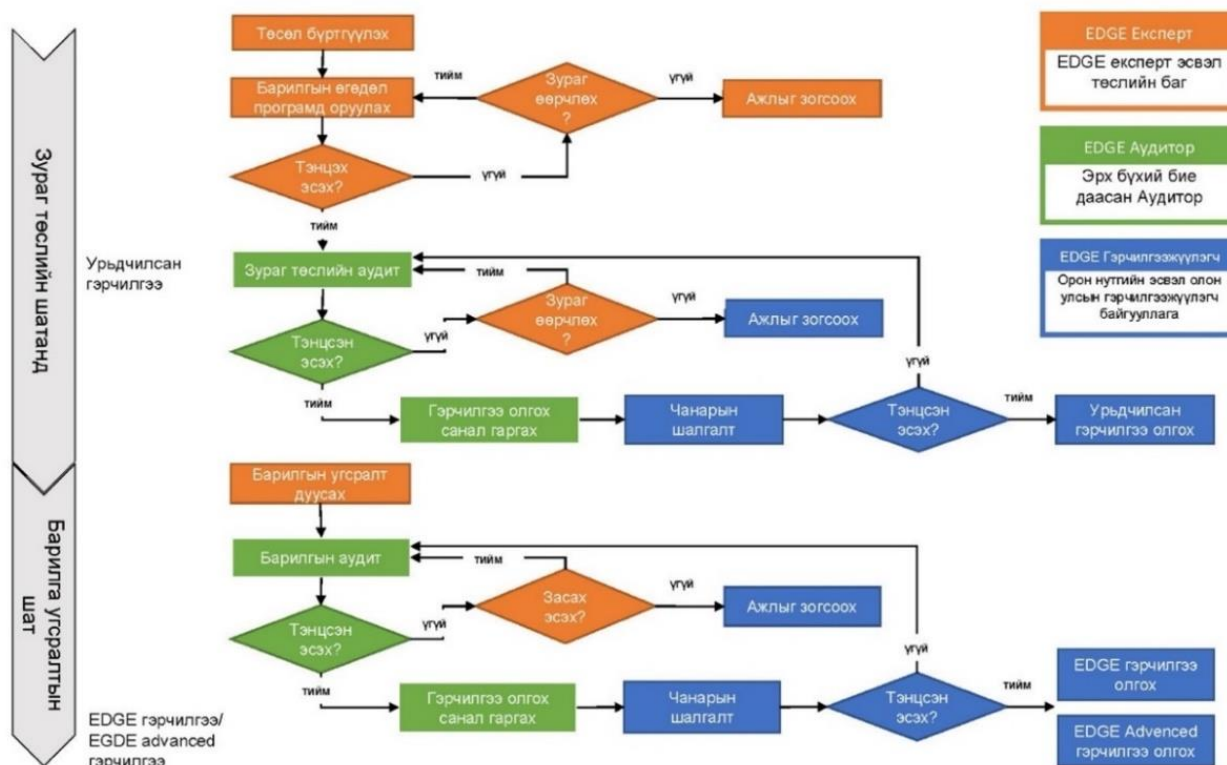 Төсөл бүртгүүлэх
EDGE Експерт
EDGE експерт эсвэл
төслийн баг
Барилгын өгөдөл
програмд оруулах
тийм
Зураг
өөрчлөх
?
үгүй
Ажлыг зогсоох
Тэнцэх
эсэх?
үгүй
EDGE Аудитор
Эрх бүхий бие
даасан Аудитор
тийм
Зураг төслийн шатанд
Урьдчилсан
гэрчилгээ
Зураг төслийн аудит
тийм
EDGE Гэрчилгээжүүлэгч
Орон нутгийн эсвэл олон
улсын гэрчилгээжүүлэгч
байгууллага
Тэнцсэн
эсэх?
үгүй
Зураг
өөрчлөх
?
үгүй
Ажлыг зогсоох
үгүй
тийм
Гэрчилгээ олгох
санал гаргах
Чанарын
шалгалт
Тэнцсэн
эсэх?
тийм
Урьдчилсан
гэрчилгээ олгох
Барилгын угсралт
дуусах
Барилга угсралтын
шат
Барилгын аудит
тийм
Тэнцсэн
эсэх?
үгүй
Засах
эсэх?
үгүй
Ажлыг зогсоох
үгүй
тийм
Гэрчилгээ олгох
санал гаргах
Чанарын
шалгалт
Тэнцсэн
эсэх?
тийм
EDGE гэрчилгээ
олгох
EDGE Advenced
гэрчилгээ олгох
EDGE гэрчилгээ/
EGDE advanced
гэрчилгээ